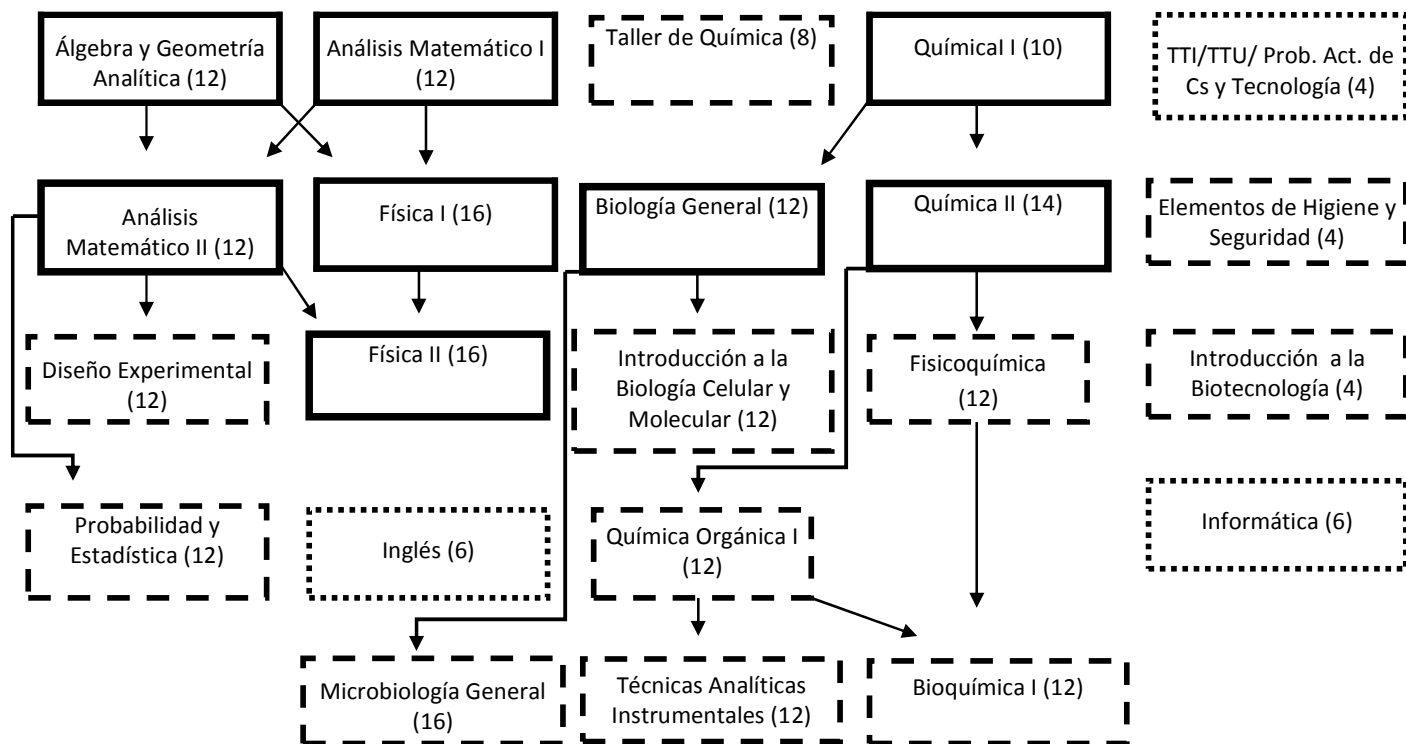 Álgebra y Geometría
Analítica (12)
Análisis Matemático I
(12)
Taller de Química (8)
Químical I (10)
TTI/TTU/ Prob. Act. de
Cs y Tecnología (4)
Análisis
Matemático II (12)
Física I (16)
Biología General (12)
Química II (14)
Elementos de Higiene y
Seguridad (4)
Diseño Experimental
(12)
Física II (16)
Introducción a la
Biología Celular y
Molecular (12)
Fisicoquímica
(12)
Introducción a la
Biotecnología (4)
Probabilidad y
Estadística (12)
Inglés (6)
Química Orgánica I
(12)
Informática (6)
Microbiología General
(16)
Técnicas Analíticas
Instrumentales (12)
Bioquímica I (12)